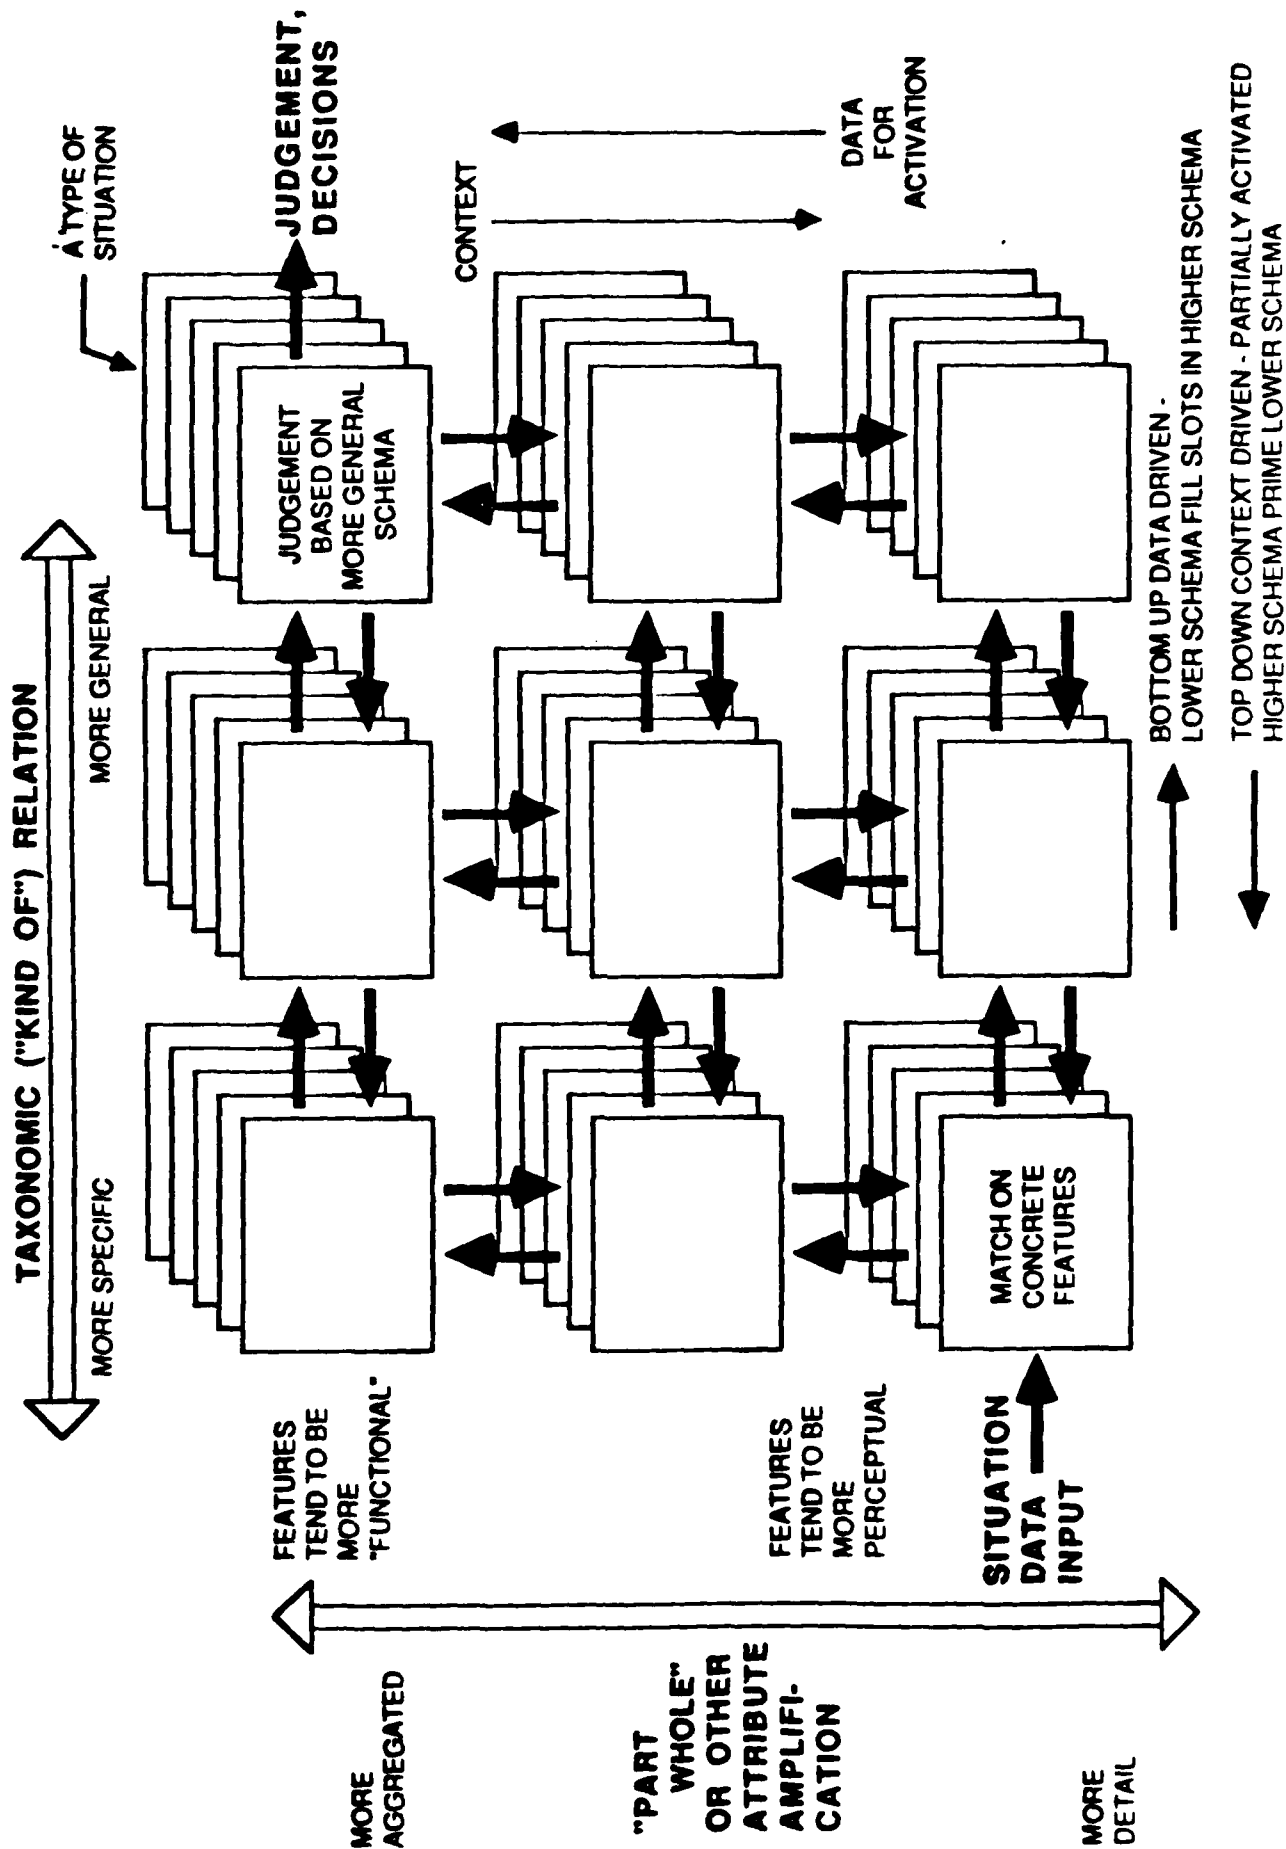 TAXONOMIC ("KIND OF") RELATION
MORE SPECIFIC
MORE GENERAL
A TYPE OF
SITUATION
JUDGEMENT,
DECISIONS
FEATURES
TEND TO BE
MORE
"FUNCTIONAL"
JUDGEMENT
BASED ON
MORE GENERAL
SCHEMA
MORE
AGGREGATED
CONTEXT
"PART
WHOLE"
OR OTHER
ATTRIBUTE
AMPLIFI-
CATION
FEATURES
TEND TO BE
MORE
PERCEPTUAL
DATA
FOR
ACTIVATION
SITUATION
DATA
INPUT
MATCH ON
CONCRETE
FEATURES
MORE
DETAIL
BOTTOM UP DATA DRIVEN -
LOWER SCHEMA FILL SLOTS IN HIGHER SCHEMA
TOP DOWN CONTEXT DRIVEN - PARTIALLY ACTIVATED
HIGHER SCHEMA PRIME LOWER SCHEMA